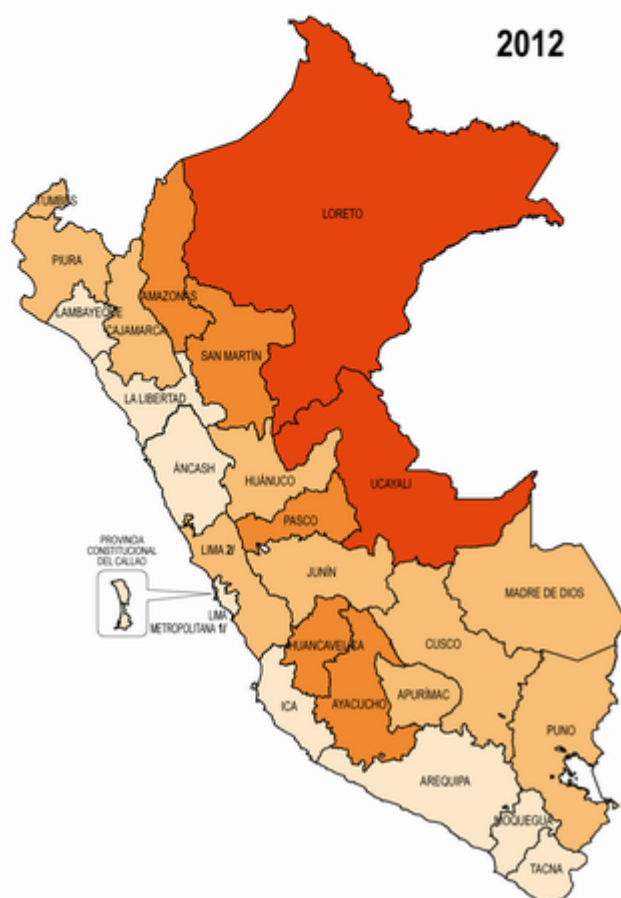 2012
LORETO
TUMBES
PIURA
AMAZONAS
LAMBAYEQUE
CAJAMARCA
SAN MARTÍN
LA LIBERTAD
ÁNCASH
HUÁNUCO
UCAYALI
PASCO
PROVINCIA
CONSTITUCIONAL
DEL CALLAO
LIMA 2/
JUNÍN
MADRE DE DIOS
LIMA
METROPOLITANA 1/
HUANCAVELICA
CUSCO
APURÍMAC
ICA
AYACUCHO
PUNO
AREQUIPA
MOQUEGUA
TACNA